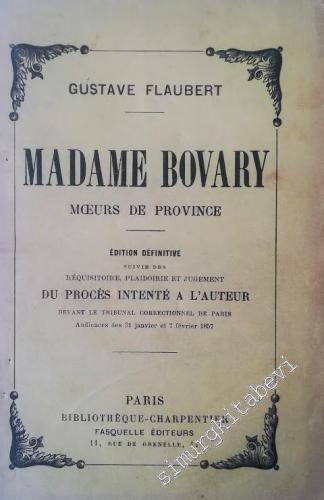 GUSTAVE FLAUBERT
MADAME BOVARY
MŒURS DE PROVINCE
ÉDITION DÉFINITIVE
SUIVIE DES
RÉQUISITOIRE, PLAIDOIRIE ET JUGEMENT
DU PROCÈS INTENTÉ A L'AUTEUR
DEVANT LE TRIBUNAL CORRECTIONNEL DE PARIS
Audiences des 31 janvier et 7 février 1857
PARIS
BIBLIOTHÈQUE-CHARPENTIER
FASQUELLE ÉDITEURS
11, RUE DE GRENELLE,
simurgkitabevi.com